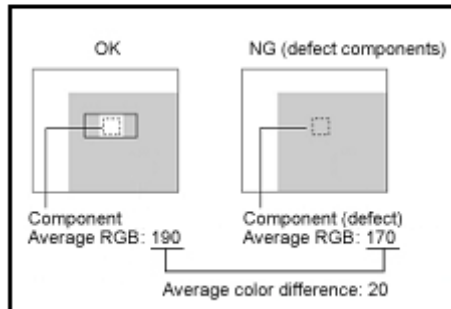 OK
NG (defect components)
Component
Average RGB: 190
Component (defect)
Average RGB: 170
Average color difference: 20